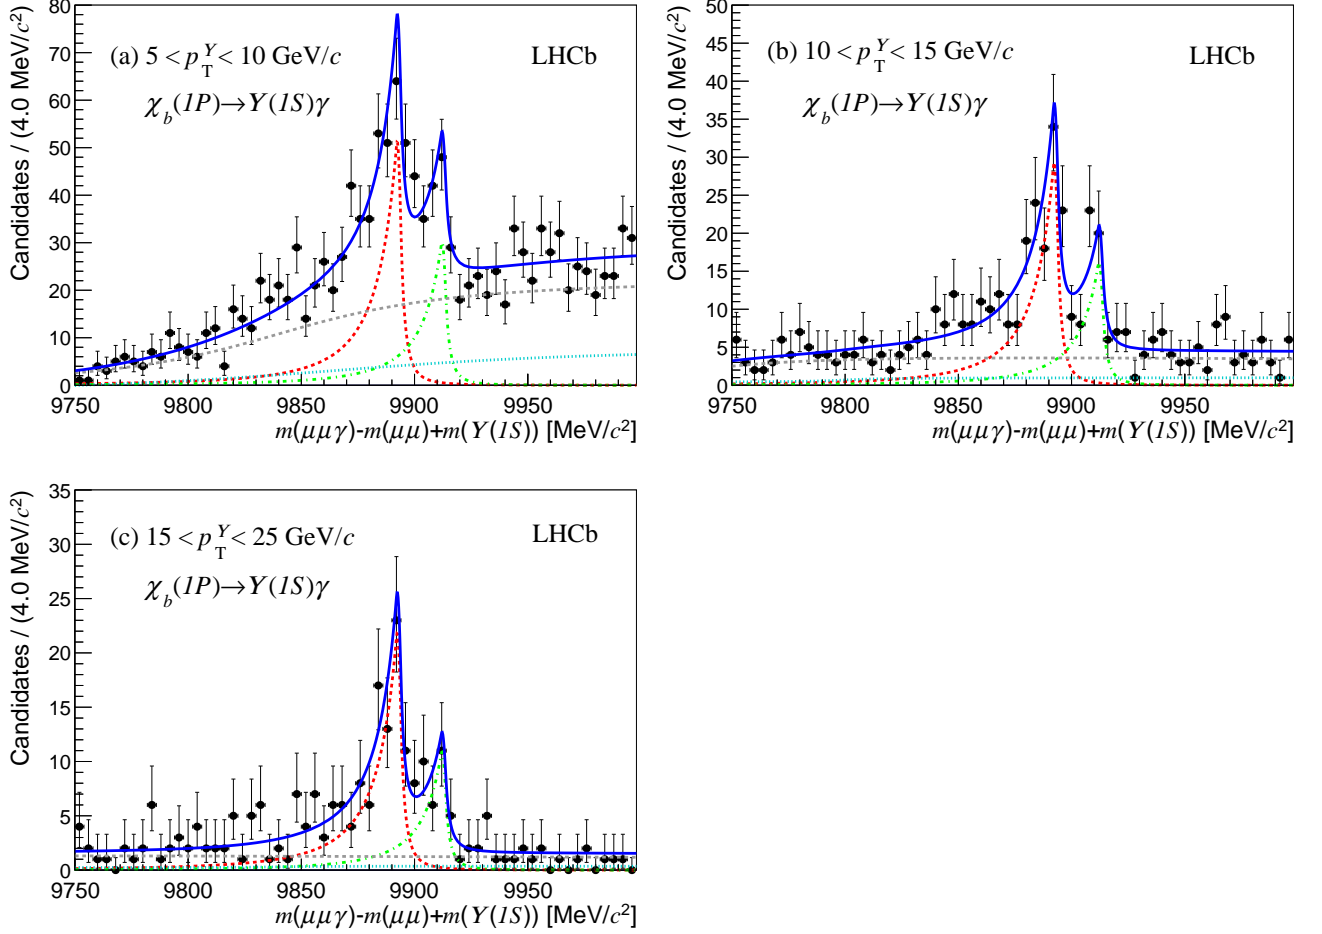 Candidates / (4.0 MeV/c²)
80
70
60
50
40
30
20
10
0
(a) 5 < p_T^Υ < 10 GeV/c
LHCb
χ_b(1P)→Υ(1S)γ
9750 9800 9850 9900 9950
m(μμγ)-m(μμ)+m(Υ(1S)) [MeV/c²]
Candidates / (4.0 MeV/c²)
50
45
40
35
30
25
20
15
10
5
0
(b) 10 < p_T^Υ < 15 GeV/c
LHCb
χ_b(1P)→Υ(1S)γ
9750 9800 9850 9900 9950
m(μμγ)-m(μμ)+m(Υ(1S)) [MeV/c²]
Candidates / (4.0 MeV/c²)
35
30
25
20
15
10
5
0
(c) 15 < p_T^Υ < 25 GeV/c
LHCb
χ_b(1P)→Υ(1S)γ
9750 9800 9850 9900 9950
m(μμγ)-m(μμ)+m(Υ(1S)) [MeV/c²]